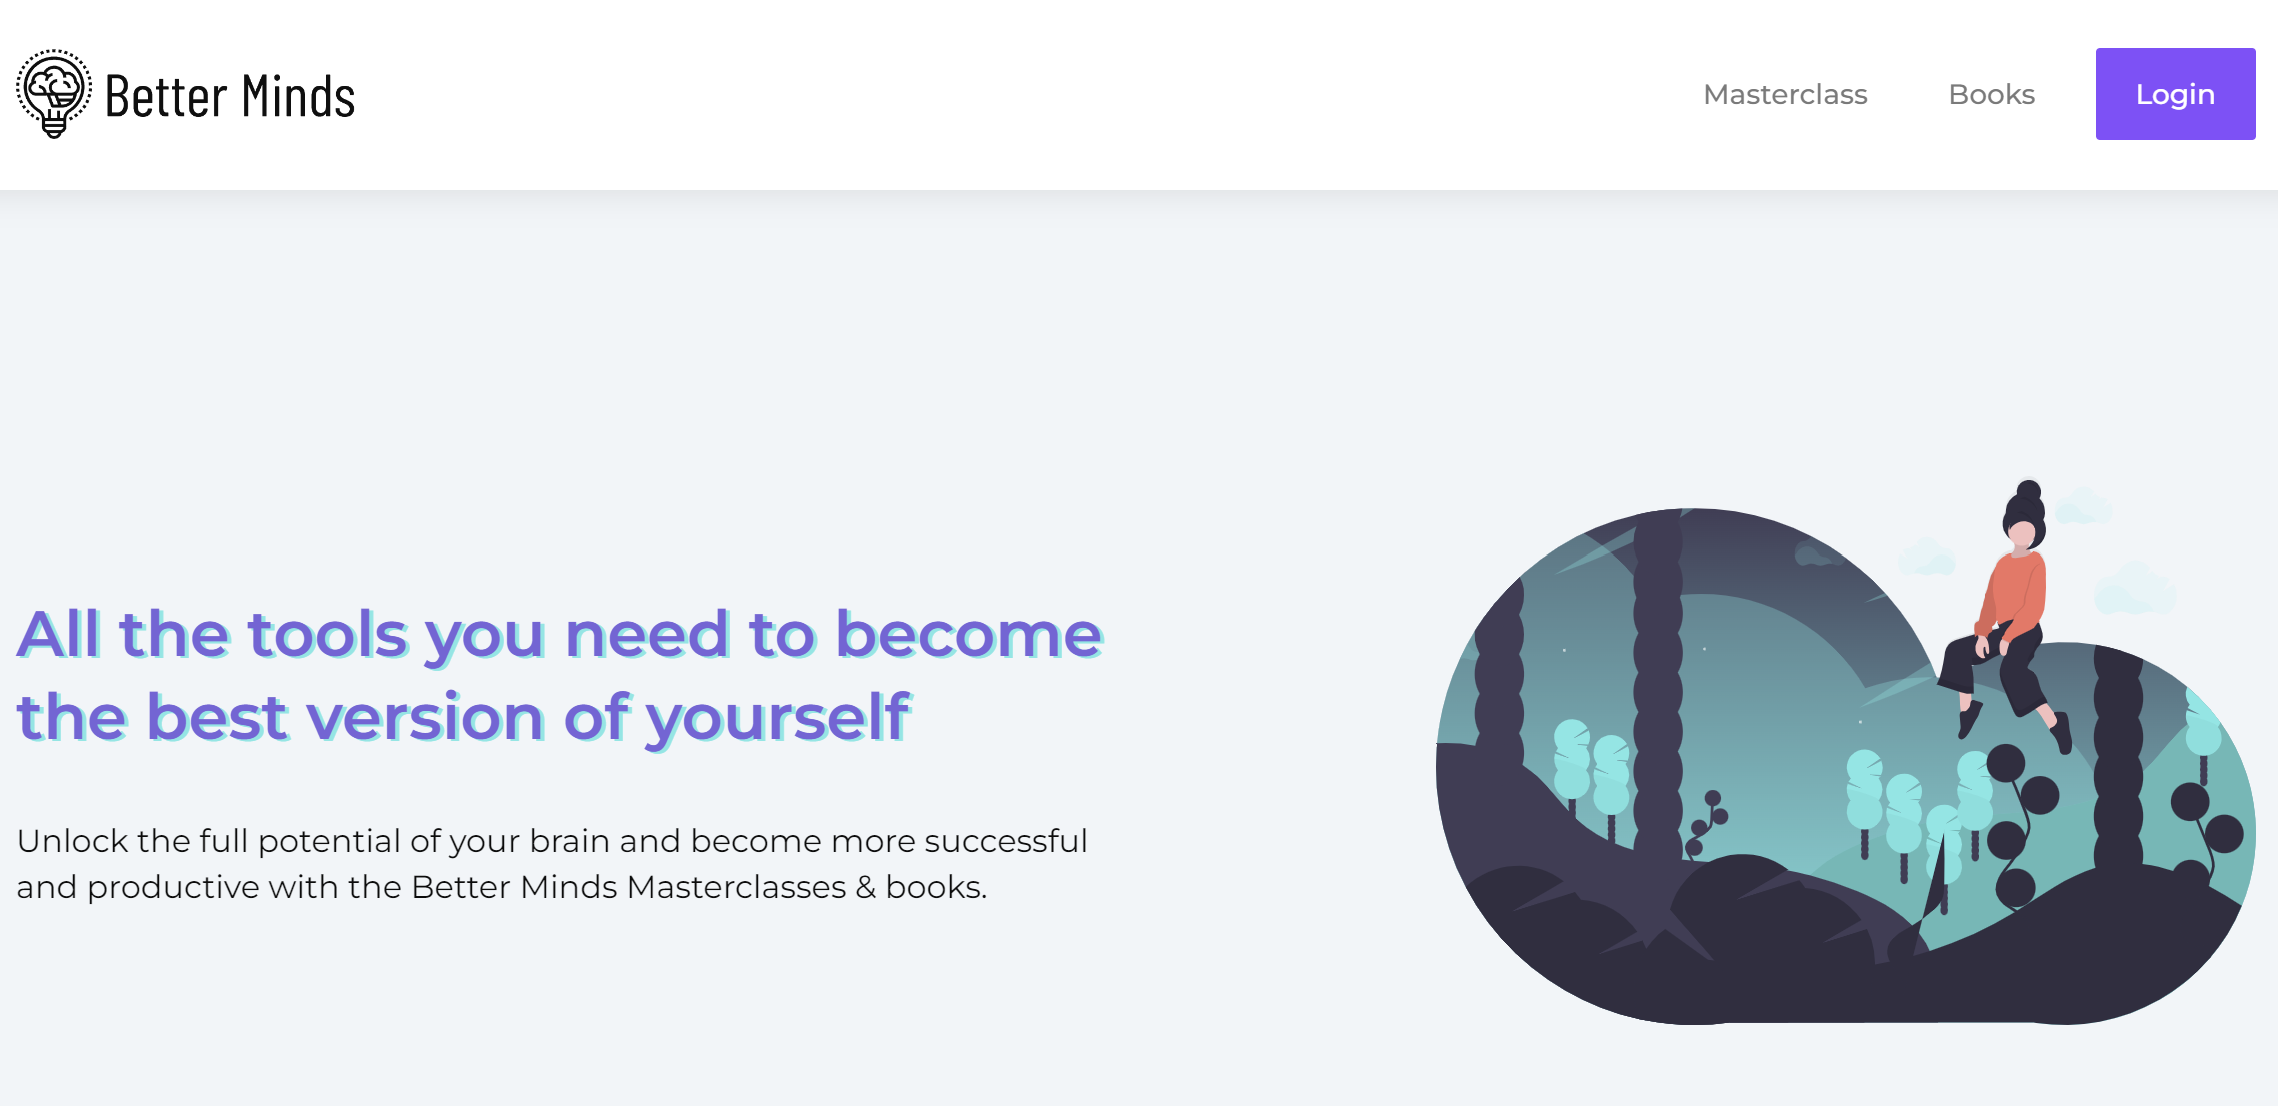 Better Minds
Masterclass
Books
Login
All the tools you need to become
the best version of yourself
Unlock the full potential of your brain and become more successful
and productive with the Better Minds Masterclasses & books.